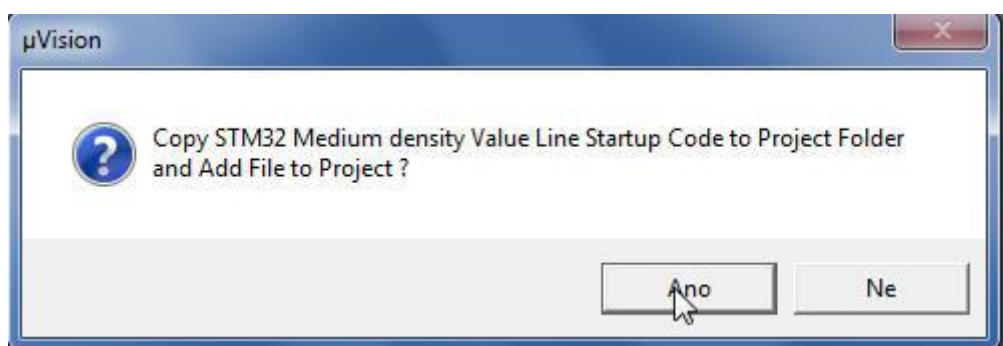 µVision
Copy STM32 Medium density Value Line Startup Code to Project Folder
and Add File to Project ?
Ano
Ne